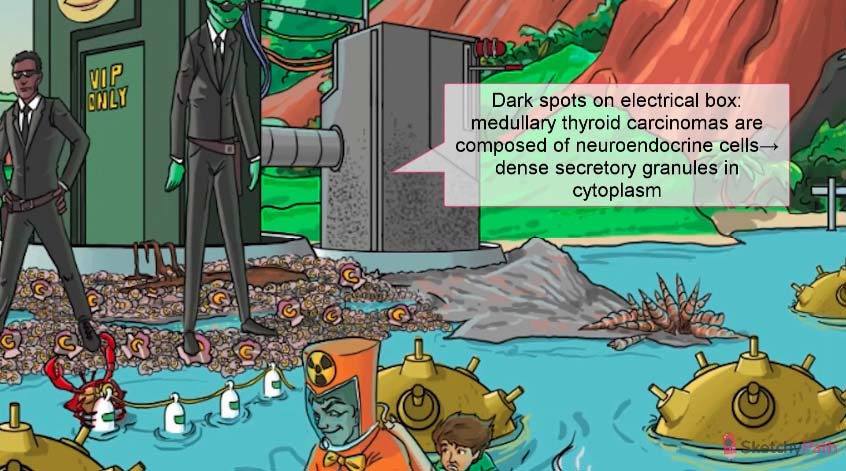 VIP
ONLY
Dark spots on electrical box:
medullary thyroid carcinomas are
composed of neuroendocrine cells→
dense secretory granules in
cytoplasm